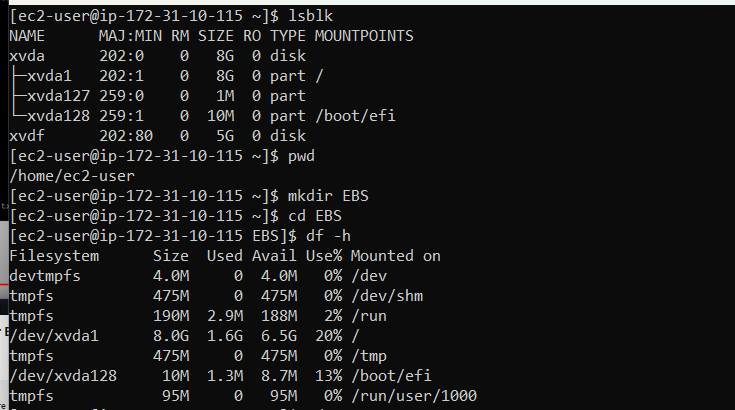 [ec2-user@ip-172-31-10-115 ~]$ lsblk
NAME      MAJ:MIN RM SIZE RO TYPE MOUNTPOINTS
xvda      202:0    0   8G  0 disk
├─xvda1   202:1    0   8G  0 part /
├─xvda127 259:0    0   1M  0 part
└─xvda128 259:1    0  10M  0 part /boot/efi
xvdf      202:80   0   5G  0 disk
[ec2-user@ip-172-31-10-115 ~]$ pwd
/home/ec2-user
[ec2-user@ip-172-31-10-115 ~]$ mkdir EBS
[ec2-user@ip-172-31-10-115 ~]$ cd EBS
[ec2-user@ip-172-31-10-115 EBS]$ df -h
Filesystem      Size  Used Avail Use% Mounted on
devtmpfs        4.0M     0  4.0M   0% /dev
tmpfs           475M     0  475M   0% /dev/shm
tmpfs           190M  2.9M  188M   2% /run
/dev/xvda1      8.0G  1.6G  6.5G  20% /
tmpfs           475M     0  475M   0% /tmp
/dev/xvda128     10M  1.3M  8.7M  13% /boot/efi
tmpfs            95M     0   95M   0% /run/user/1000